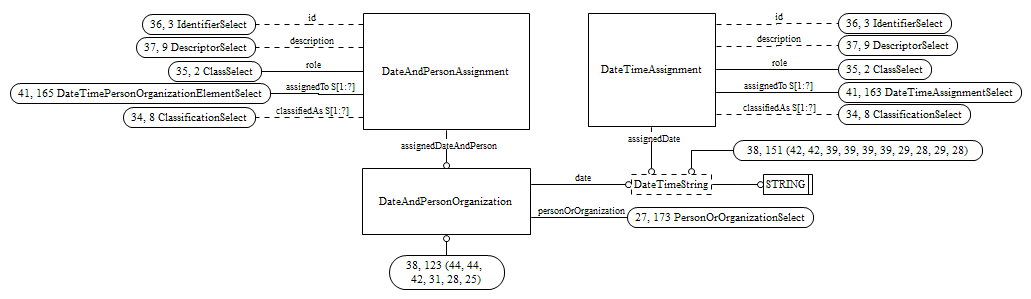 36, 3 IdentifierSelect
id
37, 9 DescriptorSelect
description
35, 2 ClassSelect
role
41, 165 DateTimePersonOrganizationElementSelect
assignedTo S[1:?]
34, 8 ClassificationSelect
classifiedAs S[1:?]
DateAndPersonAssignment
DateTimeAssignment
id
36, 3 IdentifierSelect
description
37, 9 DescriptorSelect
role
35, 2 ClassSelect
assignedTo S[1:?]
41, 163 DateTimeAssignmentSelect
classifiedAs S[1:?]
34, 8 ClassificationSelect
assignedDateAndPerson
assignedDate
38, 151 (42, 42, 39, 39, 39, 39, 29, 28, 29, 28)
DateAndPersonOrganization
date
DateTimeString
STRING
personOrOrganization
27, 173 PersonOrOrganizationSelect
38, 123 (44, 44,
42, 31, 28, 25)